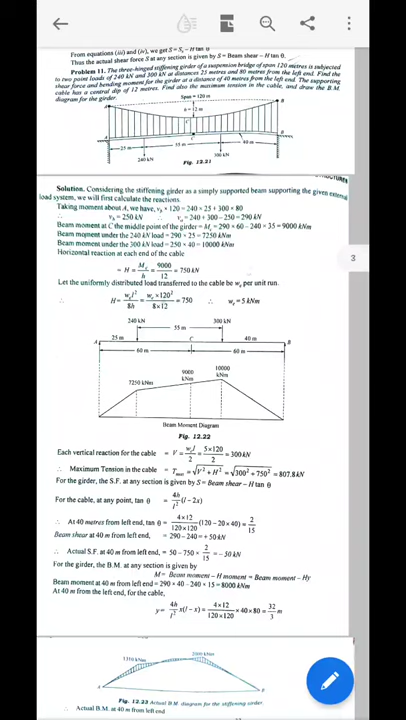 From equations (iii) and (iv), we get S = Sₛ − H tan θ
Thus the actual shear force S at any section is given by S = Beam shear − H tan θ.
Problem 11. The three-hinged stiffening girder of a suspension bridge of span 120 metres is subjected
to two point loads of 240 kN and 300 kN at distances 25 metres and 80 metres from the left end. Find the
shear force and bending moment for the girder at a distance of 40 metres from the left end. The supporting
cable has a central dip of 12 metres. Find also the maximum tension in the cable, and draw the B.M.
diagram for the girder.
Span = 120 m
h = 12 m
A
B
C
25 m
55 m
40 m
240 kN
300 kN
Fig. 12.21
Solution. Considering the stiffening girder as a simply supported beam supporting the given external
load system, we will first calculate the reactions.
Taking moment about A, we have, v_b × 120 = 240 × 25 + 300 × 80
∴ v_b = 250 kN ∴ v_a = 240 + 300 − 250 = 290 kN
Beam moment at C the middle point of the girder = M_c = 290 × 60 − 240 × 35 = 9000 kNm
Beam moment under the 240 kN load = 290 × 25 = 7250 kNm
Beam moment under the 300 kN load = 250 × 40 = 10000 kNm
Horizontal reaction at each end of the cable
= H = M_c/h = 9000/12 = 750 kN
Let the uniformly distributed load transferred to the cable be w_e per unit run.
∴ H = w_e l²/8h = w_e × 120²/8 × 12 = 750 ∴ w_e = 5 kNm
3
240 kN
300 kN
55 m
25 m
40 m
A
C
B
60 m
60 m
7250 kNm
9000
kNm
10000
kNm
Beam Moment Diagram
Fig. 12.22
Each vertical reaction for the cable = V = w_e l/2 = 5 × 120/2 = 300 kN
∴ Maximum Tension in the cable = T_max = √V² + H² = √300² + 750² = 807.8 kN
For the girder, the S.F. at any section is given by S = Beam shear − H tan θ
For the cable, at any point, tan θ = 4h/l² (l − 2x)
∴ At 40 metres from left end, tan θ = 4 × 12/120 × 120 (120 − 20 × 40) = 2/15
Beam shear at 40 m from left end, = 290 − 240 = + 50 kN
∴ Actual S.F. at 40 m from left end, = 50 − 750 × 2/15 = − 50 kN
For the girder, the B.M. at any section is given by
M = Beam moment − H moment = Beam moment − Hy
Beam moment at 40 m from left end = 290 × 40 − 240 × 15 = 8000 kNm
At 40 m from the left end, for the cable,
y = 4h/l² x(l − x) = 4 × 12/120 × 120 × 40 × 80 = 32/3 m
A
B
Fig. 12.23 Actual B.M. diagram for the stiffening girder.
∴ Actual B.M. at 40 m from left end